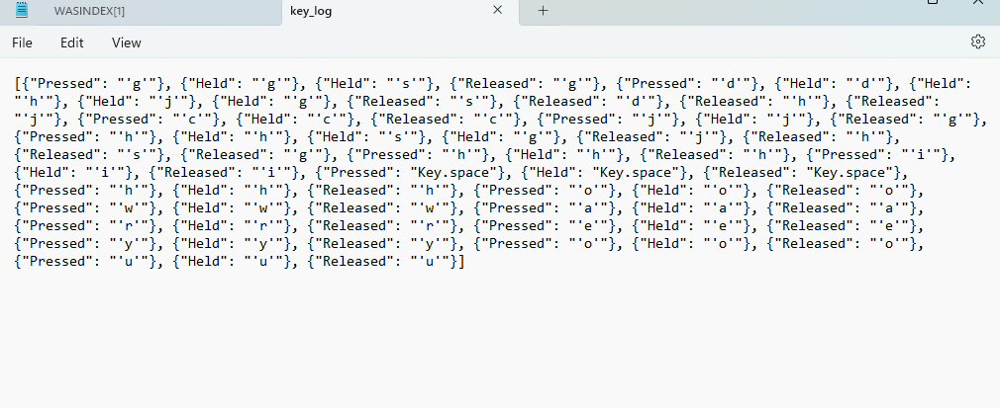 WASINDEX[1]
key_log
File Edit View
[{"Pressed": "'g'"}, {"Held": "'g'"}, {"Held": "'s'"}, {"Released": "'g'"}, {"Pressed": "'d'"}, {"Held": "'d'"}, {"Held":
"'h'"}, {"Held": "'j'"}, {"Held": "'g'"}, {"Released": "'s'"}, {"Released": "'d'"}, {"Released": "'h'"}, {"Released":
"'j'"}, {"Pressed": "'c'"}, {"Held": "'c'"}, {"Released": "'c'"}, {"Pressed": "'j'"}, {"Held": "'j'"}, {"Released": "'g'"},
{"Pressed": "'h'"}, {"Held": "'h'"}, {"Held": "'s'"}, {"Held": "'g'"}, {"Released": "'j'"}, {"Released": "'h'"},
{"Released": "'s'"}, {"Released": "'g'"}, {"Pressed": "'h'"}, {"Held": "'h'"}, {"Released": "'h'"}, {"Pressed": "'i'"},
{"Held": "'i'"}, {"Released": "'i'"}, {"Pressed": "Key.space"}, {"Held": "Key.space"}, {"Released": "Key.space"},
{"Pressed": "'h'"}, {"Held": "'h'"}, {"Released": "'h'"}, {"Pressed": "'o'"}, {"Held": "'o'"}, {"Released": "'o'"},
{"Pressed": "'w'"}, {"Held": "'w'"}, {"Released": "'w'"}, {"Pressed": "'a'"}, {"Held": "'a'"}, {"Released": "'a'"},
{"Pressed": "'r'"}, {"Held": "'r'"}, {"Released": "'r'"}, {"Pressed": "'e'"}, {"Held": "'e'"}, {"Released": "'e'"},
{"Pressed": "'y'"}, {"Held": "'y'"}, {"Released": "'y'"}, {"Pressed": "'o'"}, {"Held": "'o'"}, {"Released": "'o'"},
{"Pressed": "'u'"}, {"Held": "'u'"}, {"Released": "'u'"}]